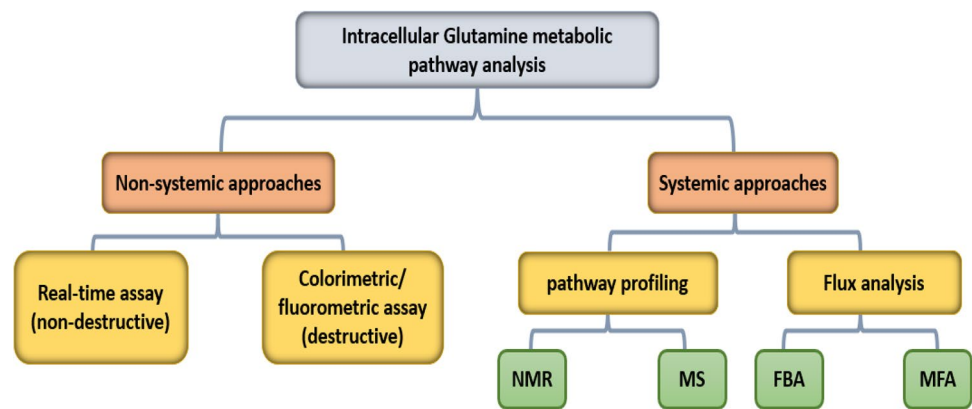 Intracellular Glutamine metabolic
pathway analysis
Non-systemic approaches
Systemic approaches
Real-time assay
(non-destructive)
Colorimetric/
fluorometric assay
(destructive)
pathway profiling
Flux analysis
NMR
MS
FBA
MFA